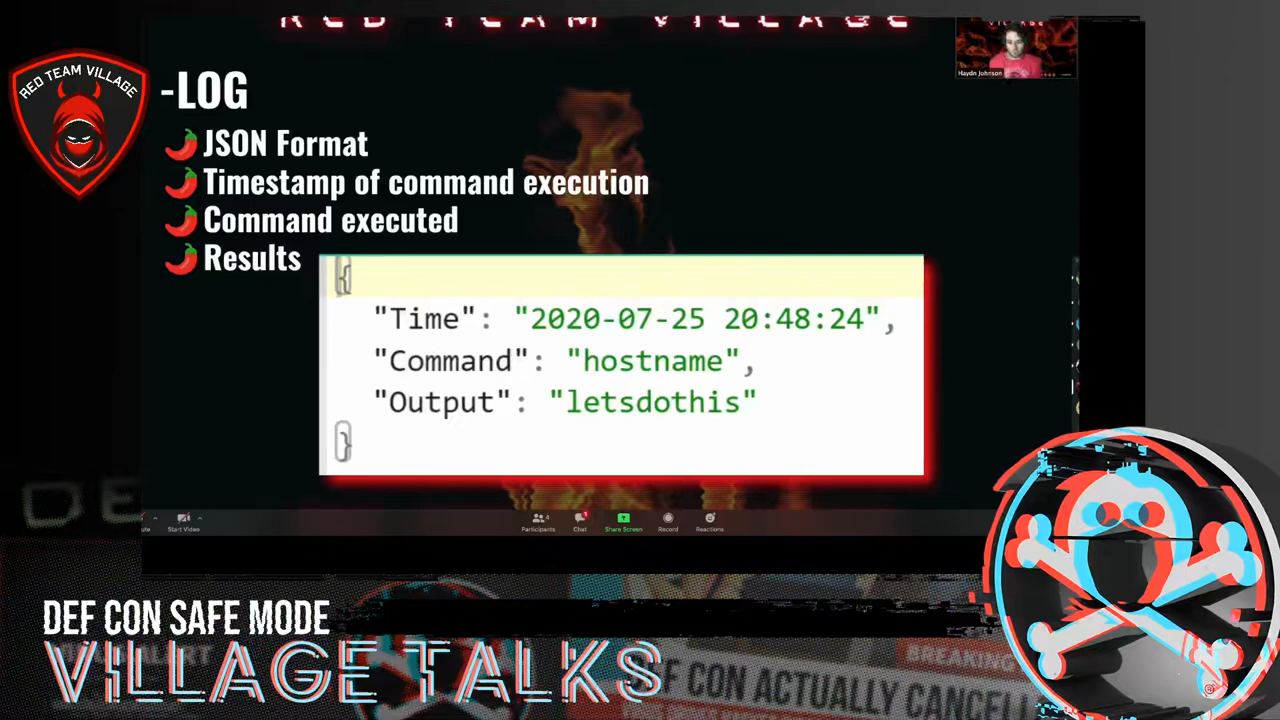 RED TEAM VILLAGE
RED TEAM VILLAGE
Haydn Johnson
-LOG
JSON Format
Timestamp of command execution
Command executed
Results
{
"Time": "2020-07-25 20:48:24",
"Command": "hostname",
"Output": "letsdothis"
}
Start Video
4
Participants
Chat
Share Screen
Record
Reactions
DEF CON SAFE MODE
VILLAGE TALKS
BREAKING
DEF CON ACTUALLY CANCELL